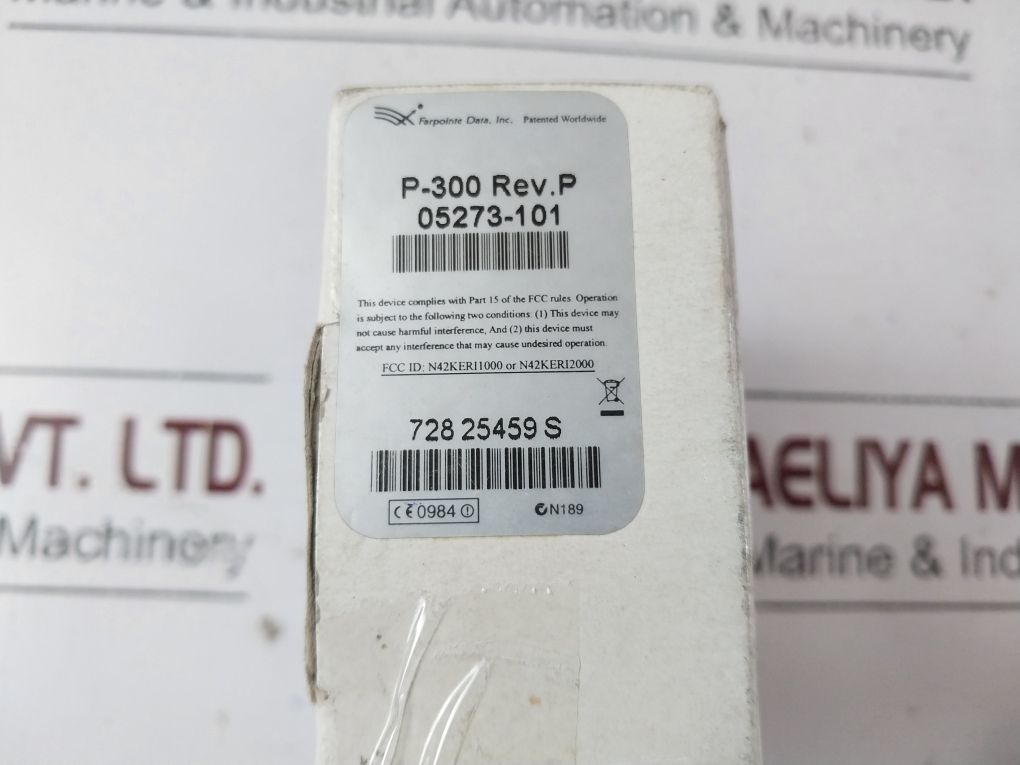 & Industrial Automation & Machinery
Farpointe Data, Inc. Patented Worldwide
P-300 Rev.P
05273-101
This device complies with Part 15 of the FCC rules. Operation
is subject to the following two conditions: (1) This device may
not cause harmful interference, And (2) this device must
accept any interference that may cause undesired operation.
FCC ID: N42KERI1000 or N42KERI2000
728 25459 S
CE0984
N189
VT. LTD.
Machinery
AELIYA M
Marine & Ind